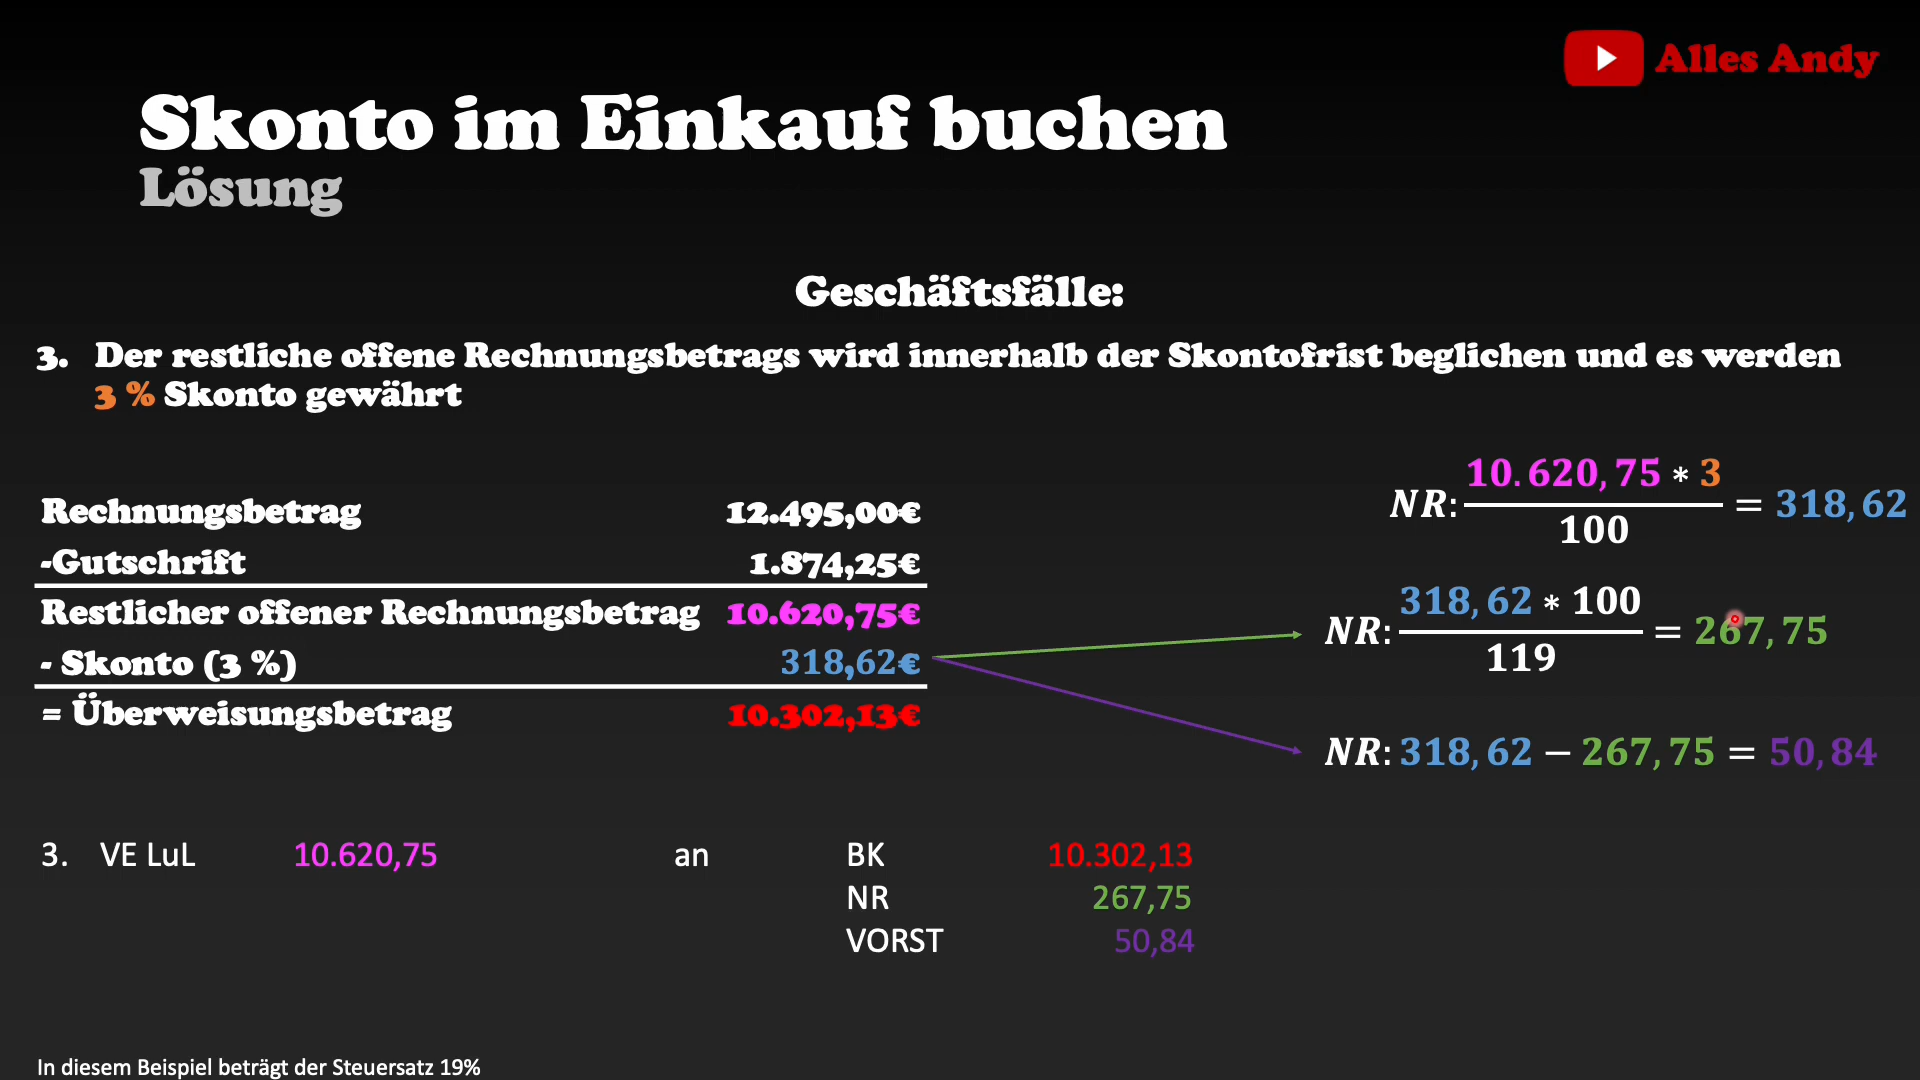 Alles Andy
Skonto im Einkauf buchen
Lösung
Geschäftsfälle:
3. Der restliche offene Rechnungsbetrags wird innerhalb der Skontofrist beglichen und es werden
3 % Skonto gewährt
Rechnungsbetrag 12.495,00€
-Gutschrift 1.874,25€
Restlicher offener Rechnungsbetrag 10.620,75€
- Skonto (3 %) 318,62€
= Überweisungsbetrag 10.302,13€
NR: 10.620,75 * 3 / 100 = 318,62
NR: 318,62 * 100 / 119 = 267,75
NR: 318,62 − 267,75 = 50,84
3. VE LuL 10.620,75 an BK 10.302,13
NR 267,75
VORST 50,84
In diesem Beispiel beträgt der Steuersatz 19%